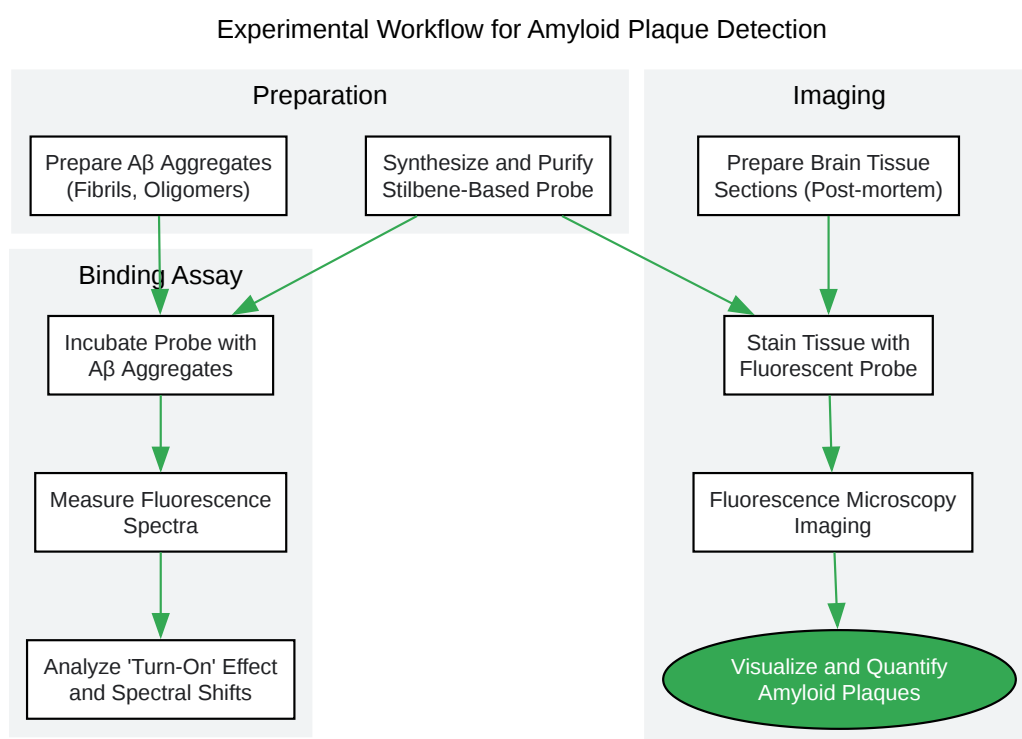 Experimental Workflow for Amyloid Plaque Detection
Preparation
Prepare Aβ Aggregates
(Fibrils, Oligomers)
Synthesize and Purify
Stilbene-Based Probe
Binding Assay
Incubate Probe with
Aβ Aggregates
Measure Fluorescence
Spectra
Analyze 'Turn-On' Effect
and Spectral Shifts
Imaging
Prepare Brain Tissue
Sections (Post-mortem)
Stain Tissue with
Fluorescent Probe
Fluorescence Microscopy
Imaging
Visualize and Quantify
Amyloid Plaques